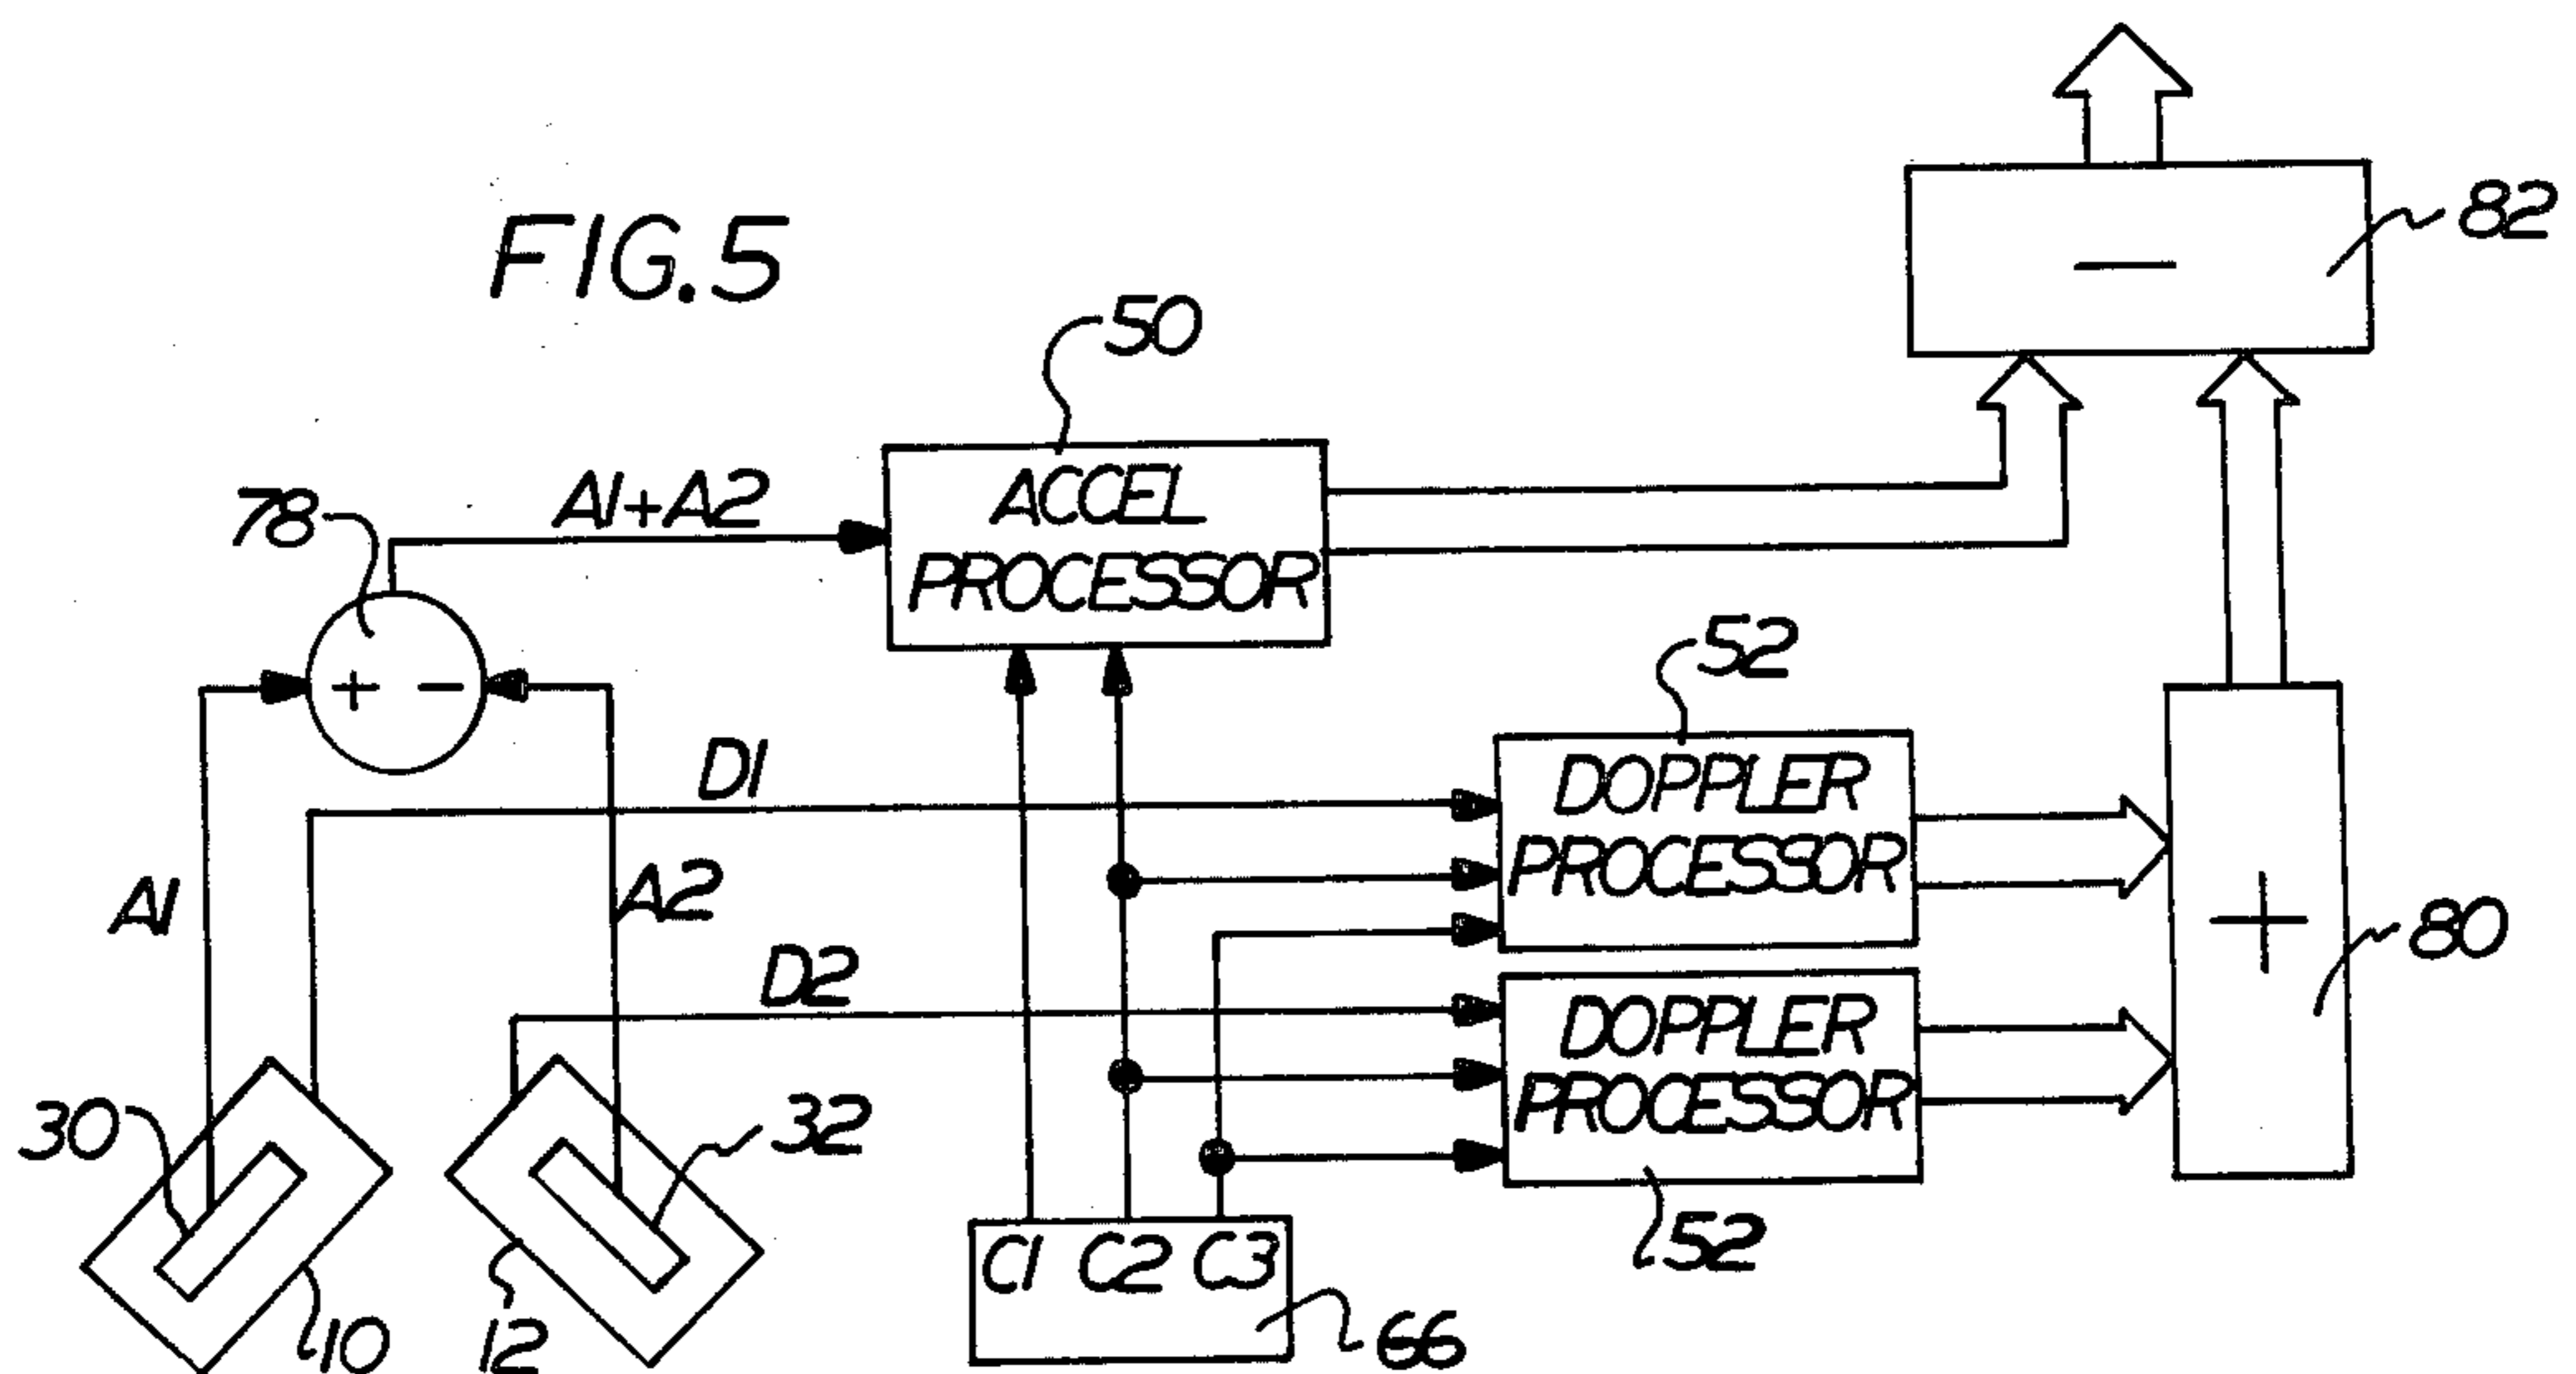 FIG.5
82
—
50
78
A1+A2
ACCEL
PROCESSOR
+ −
52
D1
DOPPLER
PROCESSOR
A1
A2
+
80
D2
DOPPLER
PROCESSOR
30
32
52
C1 C2 C3
10
12
66